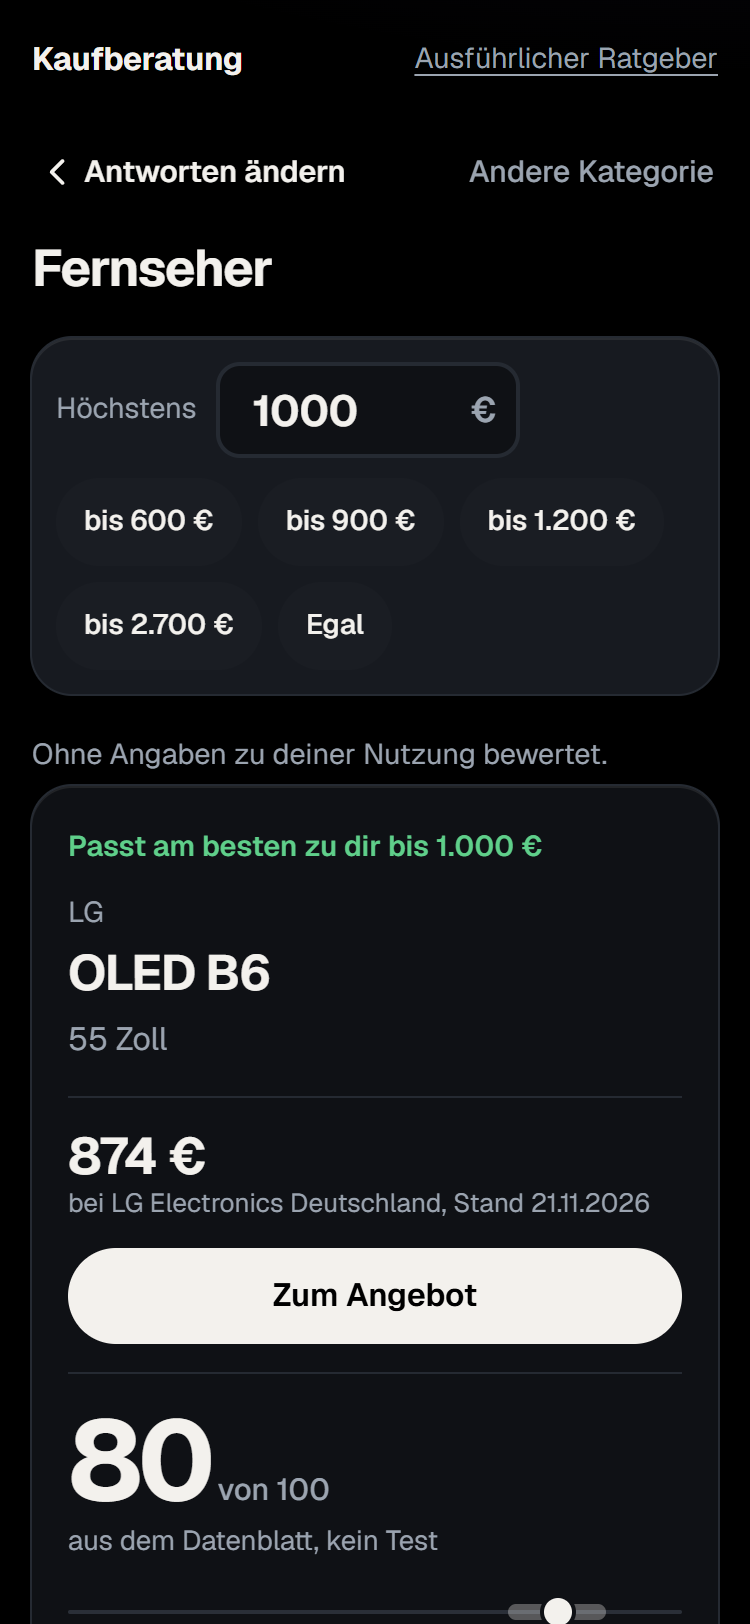 Kaufberatung
Ausführlicher Ratgeber
Antworten ändern
Andere Kategorie
Fernseher
Höchstens 1000 €
bis 600 €
bis 900 €
bis 1.200 €
bis 2.700 €
Egal
Ohne Angaben zu deiner Nutzung bewertet.
Passt am besten zu dir bis 1.000 €
LG
OLED B6
55 Zoll
874 €
bei LG Electronics Deutschland, Stand 21.11.2026
Zum Angebot
80 von 100
aus dem Datenblatt, kein Test